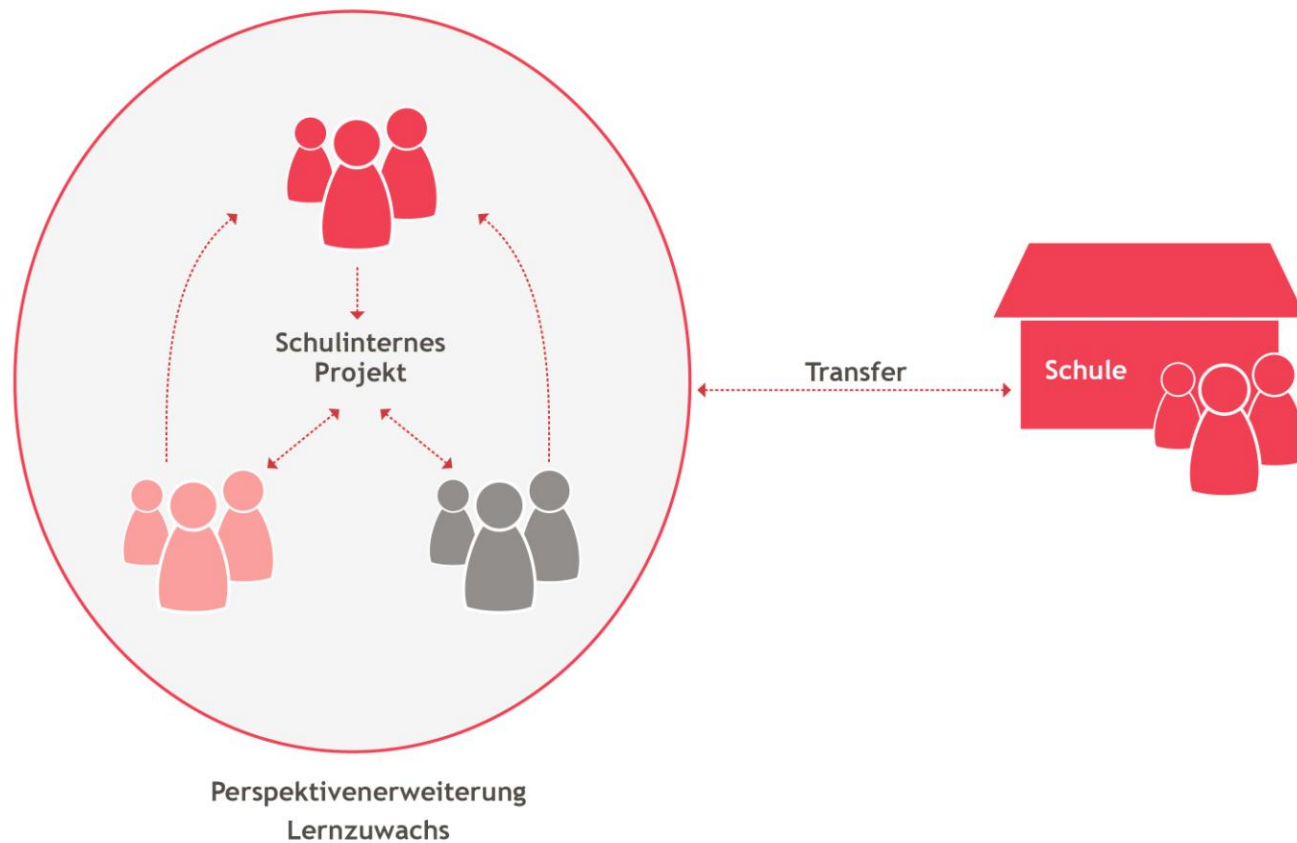 Schulinternes
Projekt
Transfer
Schule
Perspektivenerweiterung
Lernzuwachs